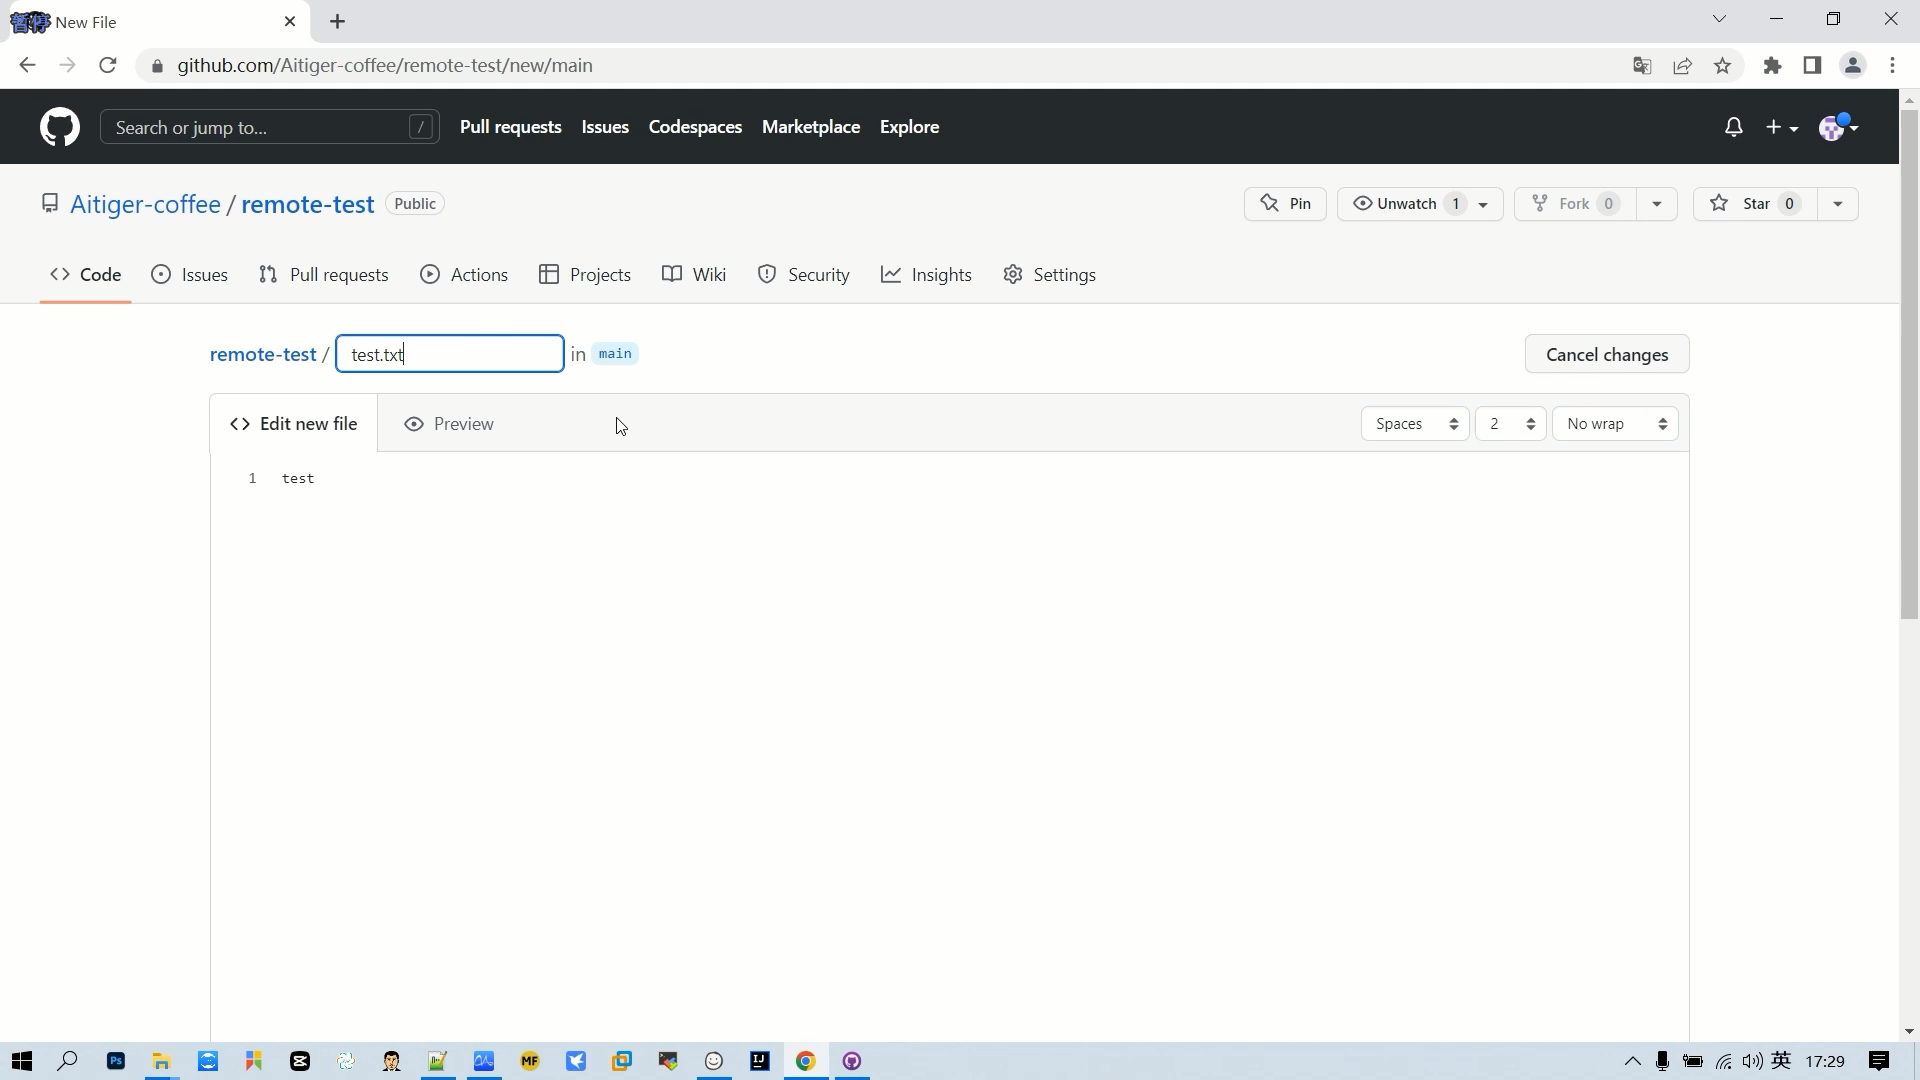 暂停 New File
github.com/Aitiger-coffee/remote-test/new/main
Search or jump to... / Pull requests Issues Codespaces Marketplace Explore
Aitiger-coffee / remote-test Public Pin Unwatch 1 Fork 0 Star 0
Code Issues Pull requests Actions Projects Wiki Security Insights Settings
remote-test / test.txt in main Cancel changes
Edit new file Preview Spaces 2 No wrap
1 test
Ps MF IJ 英 17:29